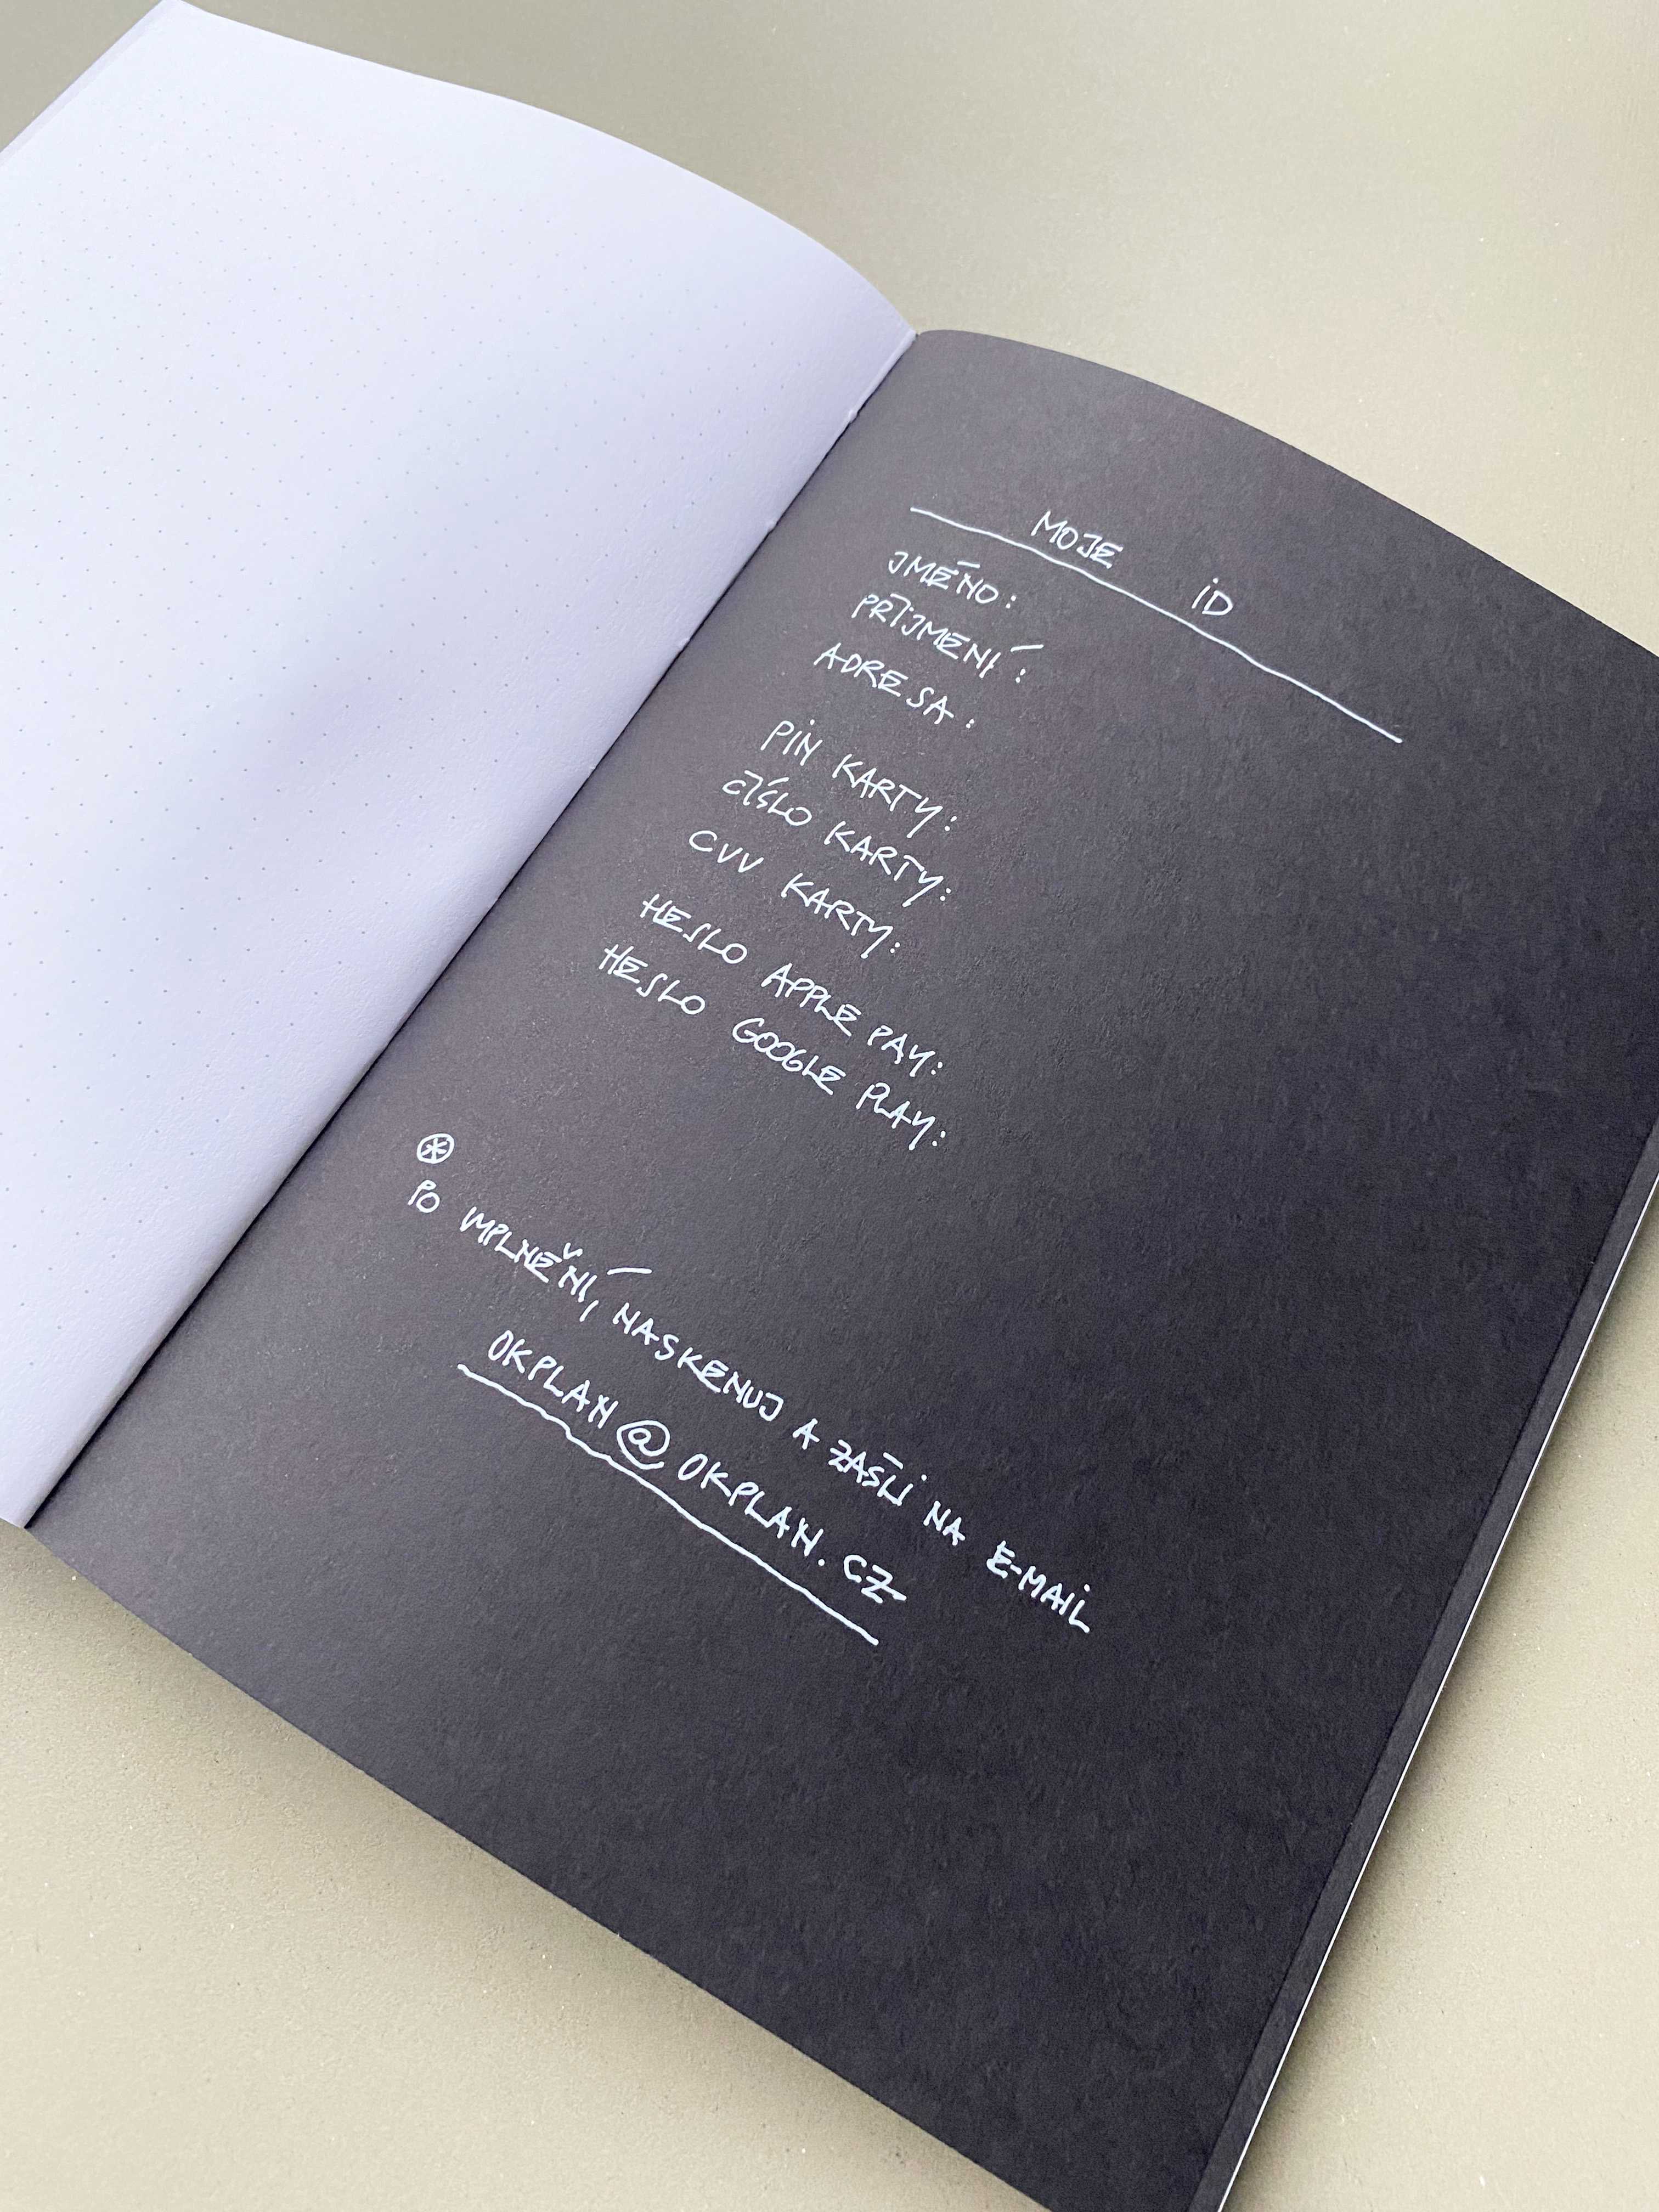 MOJE iD
JMÉNO:
PŘÍJMENÍ:
ADRESA:
PIN KARTY:
ČÍSLO KARTY:
CVV KARTY:
HESLO APPLE PAY:
HESLO GOOGLE PLAY:
PO VYPLNĚNÍ, NASKENUJ A ZAŠLI NA E-MAIL
OKPLAN@OKPLAN.CZ